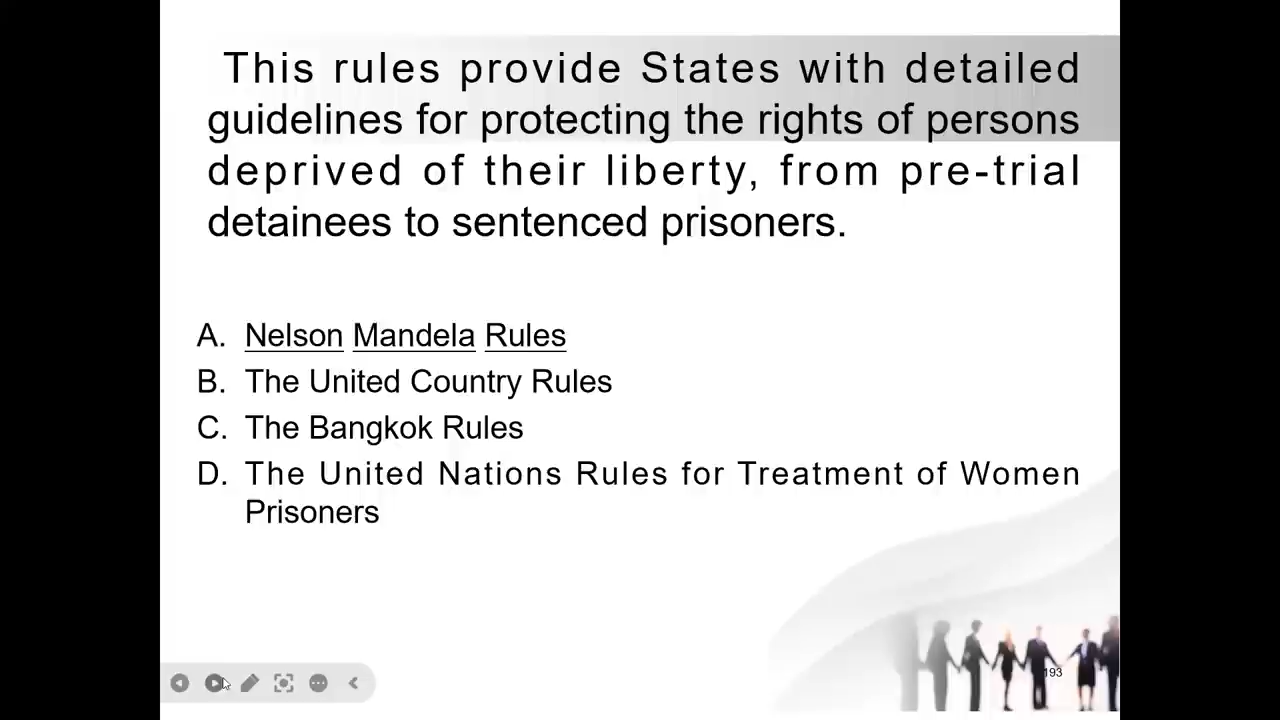 This rules provide States with detailed
guidelines for protecting the rights of persons
deprived of their liberty, from pre-trial
detainees to sentenced prisoners.
A. Nelson Mandela Rules
B. The United Country Rules
C. The Bangkok Rules
D. The United Nations Rules for Treatment of Women
Prisoners
193